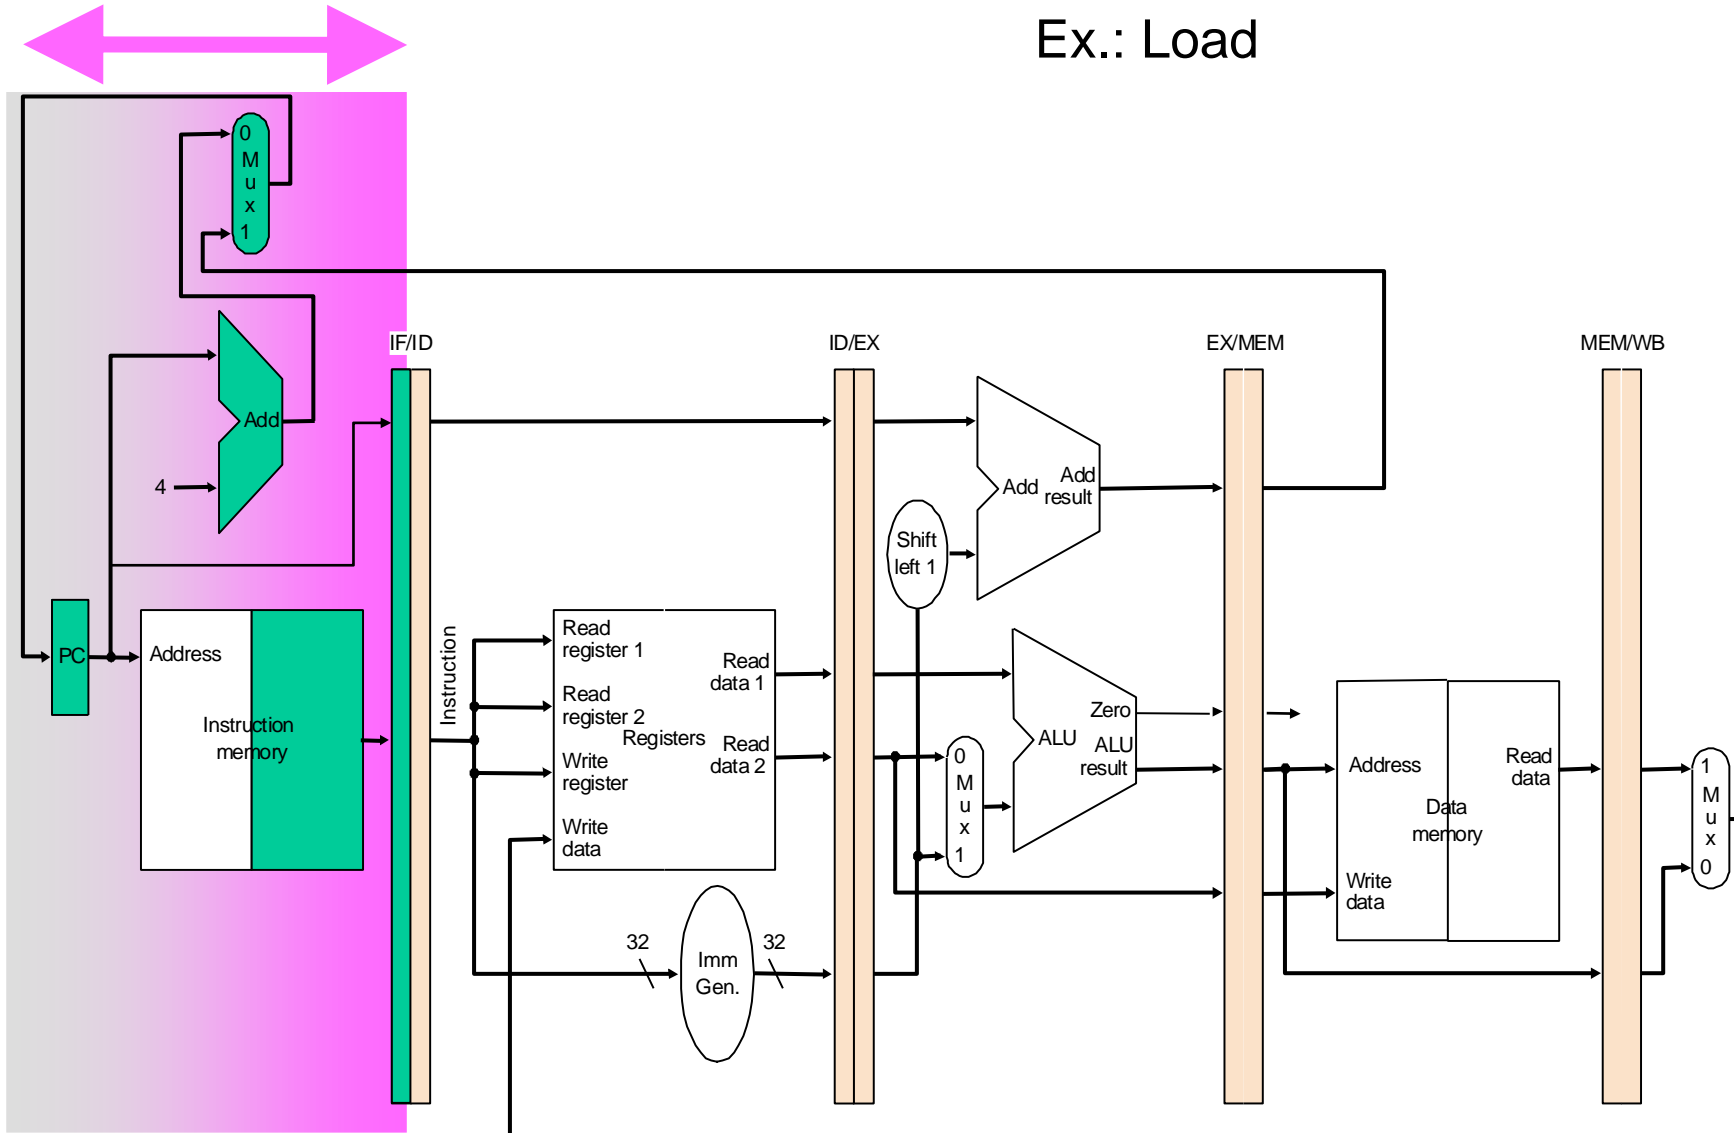 Ex.: Load
0
M
u
x
1
IF/ID
ID/EX
EX/MEM
MEM/WB
Add
4
Add
Add
result
Shift
left 1
PC
Address
Instruction
memory
Instruction
Read
register 1
Read
register 2
Write
register
Write
data
Registers
Read
data 1
Read
data 2
0
M
u
x
1
Zero
ALU
ALU
result
Address
Data
memory
Write
data
Read
data
1
M
u
x
0
32
Imm
Gen.
32